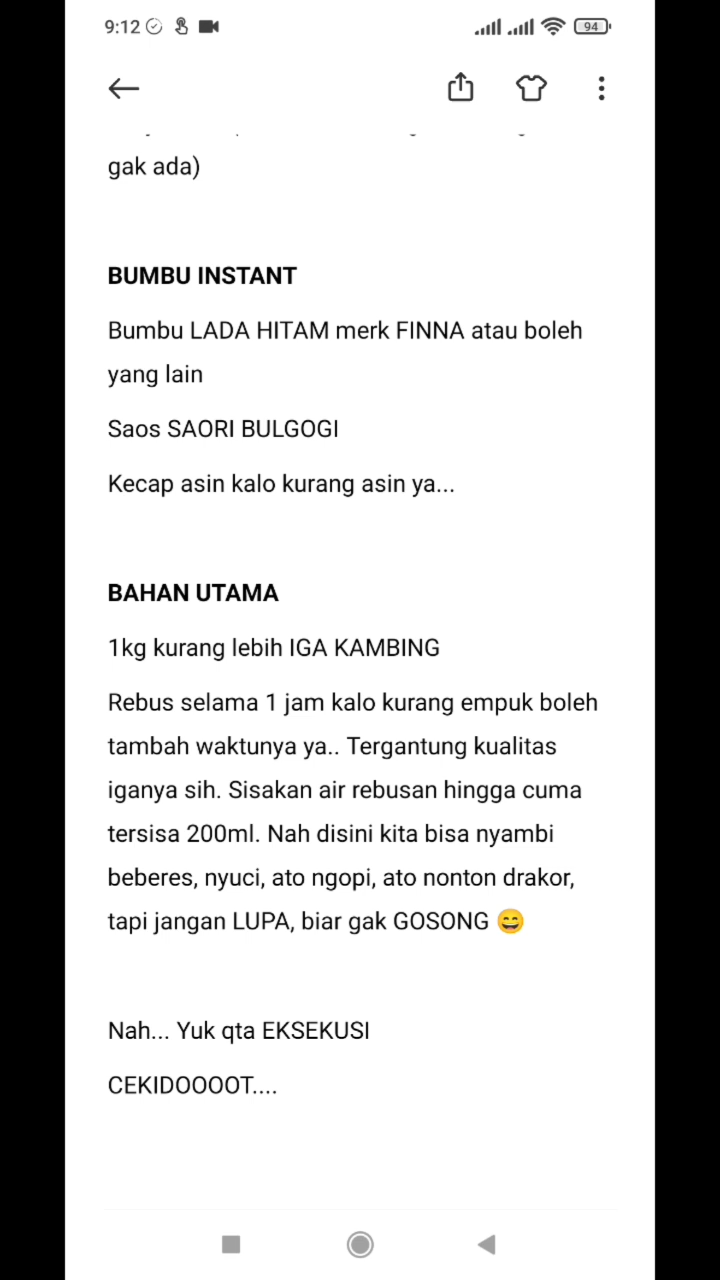 9:12
94
gak ada)
BUMBU INSTANT
Bumbu LADA HITAM merk FINNA atau boleh
yang lain
Saos SAORI BULGOGI
Kecap asin kalo kurang asin ya...
BAHAN UTAMA
1kg kurang lebih IGA KAMBING
Rebus selama 1 jam kalo kurang empuk boleh
tambah waktunya ya.. Tergantung kualitas
iganya sih. Sisakan air rebusan hingga cuma
tersisa 200ml. Nah disini kita bisa nyambi
beberes, nyuci, ato ngopi, ato nonton drakor,
tapi jangan LUPA, biar gak GOSONG 😄
Nah... Yuk qta EKSEKUSI
CEKIDOOOOT....